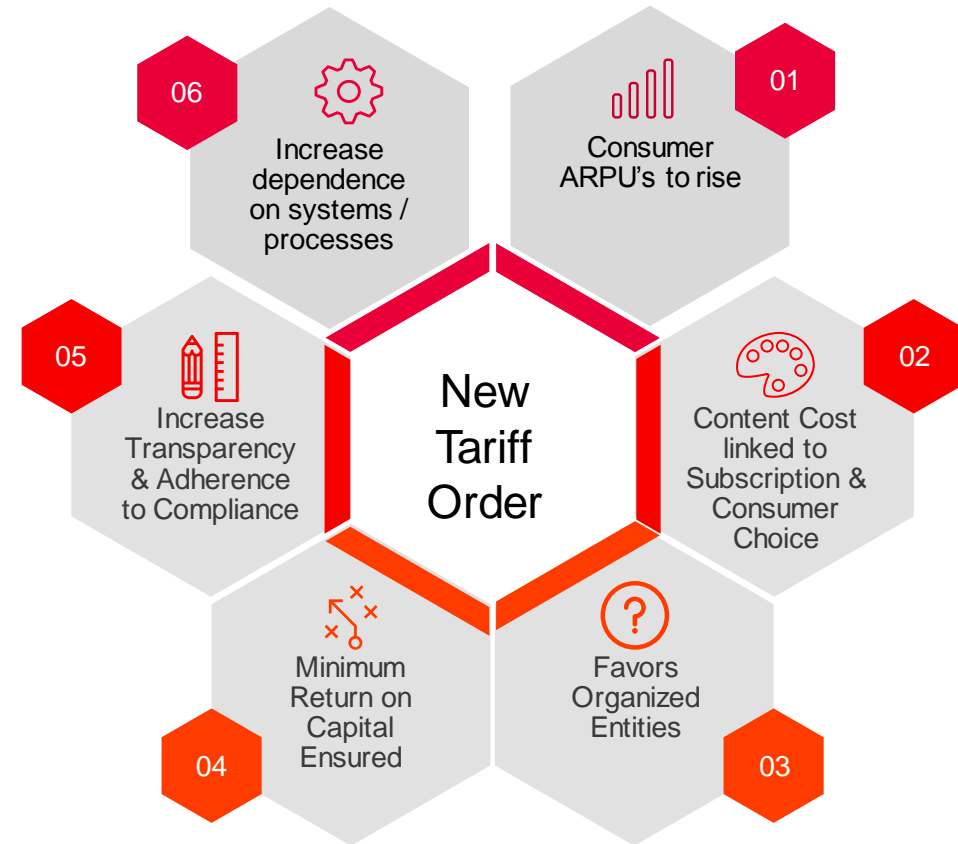 New
Tariff
Order
01
Consumer
ARPU's to rise
02
Content Cost
linked to
Subscription &
Consumer
Choice
03
Favors
Organized
Entities
04
Minimum
Return on
Capital
Ensured
05
Increase
Transparency
& Adherence
to Compliance
06
Increase
dependence
on systems /
processes